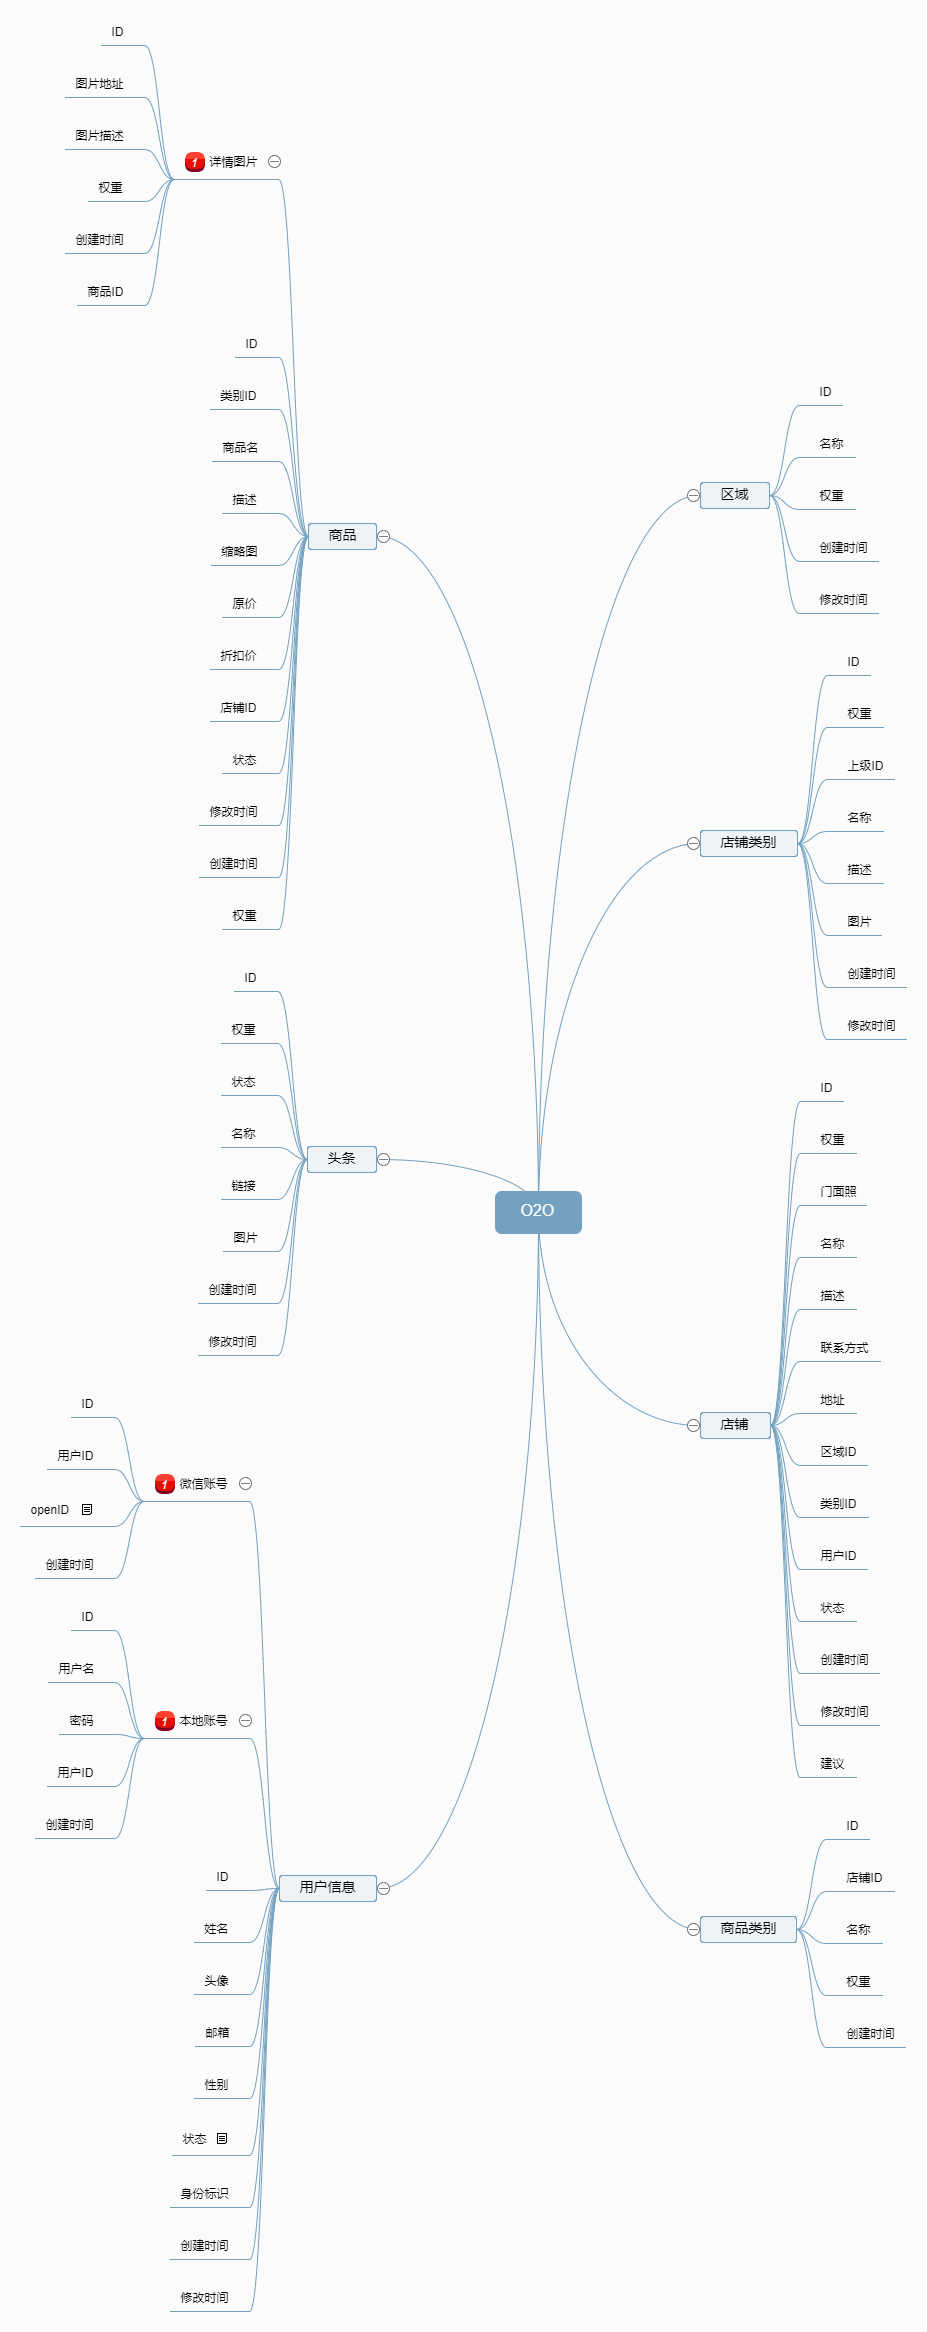 O2O
区域
ID
名称
权重
创建时间
修改时间
店铺类别
ID
权重
上级ID
名称
描述
图片
创建时间
修改时间
店铺
ID
权重
门面照
名称
描述
联系方式
地址
区域ID
类别ID
用户ID
状态
创建时间
修改时间
建议
商品类别
ID
店铺ID
名称
权重
创建时间
商品
1 详情图片
ID
图片地址
图片描述
权重
创建时间
商品ID
ID
类别ID
商品名
描述
缩略图
原价
折扣价
店铺ID
状态
修改时间
创建时间
权重
头条
ID
权重
状态
名称
链接
图片
创建时间
修改时间
用户信息
1 微信账号
ID
用户ID
openID
创建时间
1 本地账号
ID
用户名
密码
用户ID
创建时间
ID
姓名
头像
邮箱
性别
状态
身份标识
创建时间
修改时间